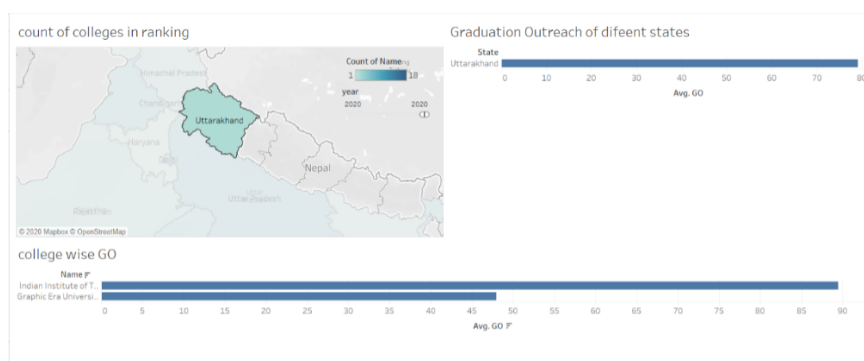 count of colleges in ranking
Graduation Outreach of difeent states
Himachal Pradesh
Count of Name
1
18
year
2020
2020
Chandigarh
Uttarakhand
Haryana
Nepal
Uttar Pradesh
Rajasthan
© 2020 Mapbox © OpenStreetMap
State
Uttarakhand
0 10 20 30 40 50 60 70 80
Avg. GO
college wise GO
Name
Indian Institute of T..
Graphic Era Universi..
0 5 10 15 20 25 30 35 40 45 50 55 60 65 70 75 80 85 90
Avg. GO